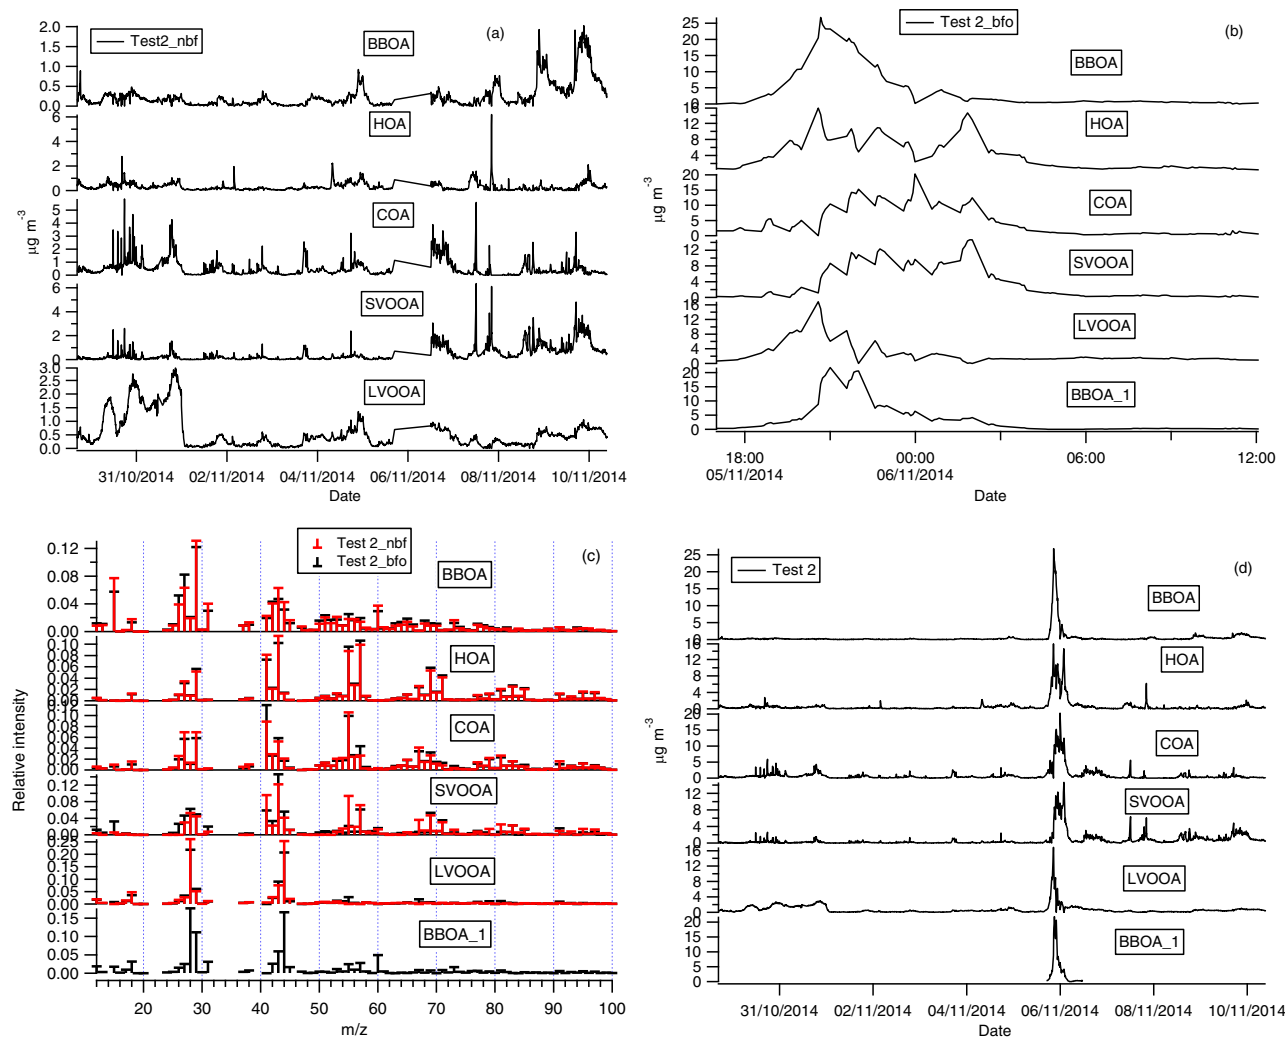 Test2_nbf
(a)
BBOA
HOA
COA
SVOOA
LVOOA
2.0
1.5
1.0
0.5
0.0
6
4
2
0
5
4
3
2
1
0
6
4
2
0
3.0
2.5
2.0
1.5
1.0
0.5
0.0
µg m-3
31/10/2014 02/11/2014 04/11/2014 06/11/2014 08/11/2014 10/11/2014
Date
Test 2_bfo
(b)
BBOA
HOA
COA
SVOOA
LVOOA
BBOA_1
25
20
15
10
5
0
16
12
8
4
20
15
10
5
0
12
8
4
0
16
12
8
4
0
20
15
10
5
0
µg m-3
18:00 00:00 06:00 12:00
05/11/2014 06/11/2014
Date
Test 2_nbf
Test 2_bfo
(c)
BBOA
HOA
COA
SVOOA
LVOOA
BBOA_1
0.12
0.08
0.04
0.00
0.10
0.08
0.06
0.04
0.02
0.00
0.12
0.08
0.04
0.00
0.12
0.08
0.04
0.00
0.25
0.20
0.15
0.10
0.05
0.00
0.15
0.10
0.05
0.00
Relative intensity
20 30 40 50 60 70 80 90 100
m/z
Test 2
(d)
BBOA
HOA
COA
SVOOA
LVOOA
BBOA_1
25
20
15
10
5
0
16
12
8
4
0
20
15
10
5
0
12
8
4
0
16
12
8
4
0
20
15
10
5
0
µg m-3
31/10/2014 02/11/2014 04/11/2014 06/11/2014 08/11/2014 10/11/2014
Date